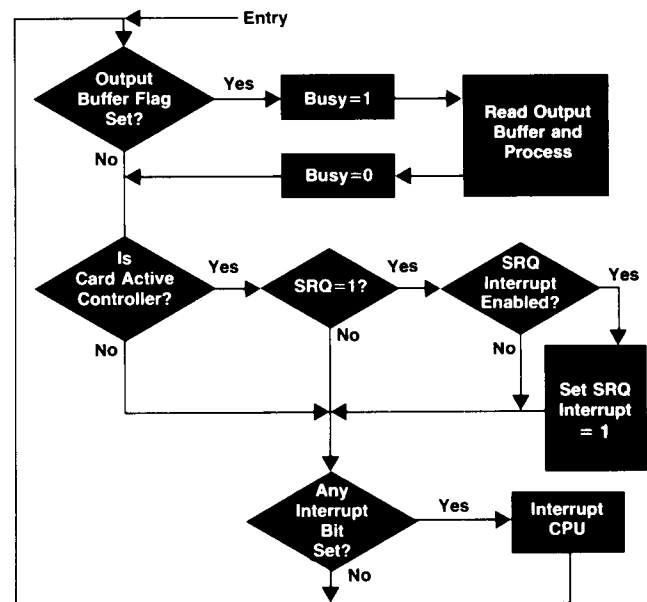 Entry
Output
Buffer Flag
Set?
Yes
Busy=1
Read Output
Buffer and
Process
No
Busy=0
Is
Card Active
Controller?
Yes
SRQ=1?
Yes
SRQ
Interrupt
Enabled?
Yes
No
No
No
Set SRQ
Interrupt
= 1
Any
Interrupt
Bit
Set?
Yes
Interrupt
CPU
No